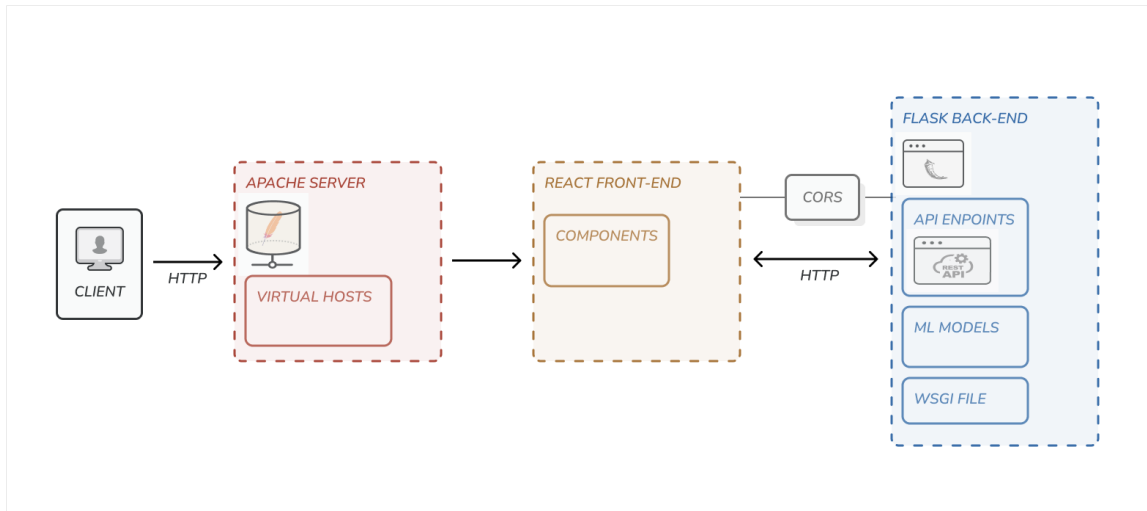 CLIENT
HTTP
APACHE SERVER
VIRTUAL HOSTS
REACT FRONT-END
COMPONENTS
CORS
HTTP
FLASK BACK-END
API ENPOINTS
REST
API
ML MODELS
WSGI FILE